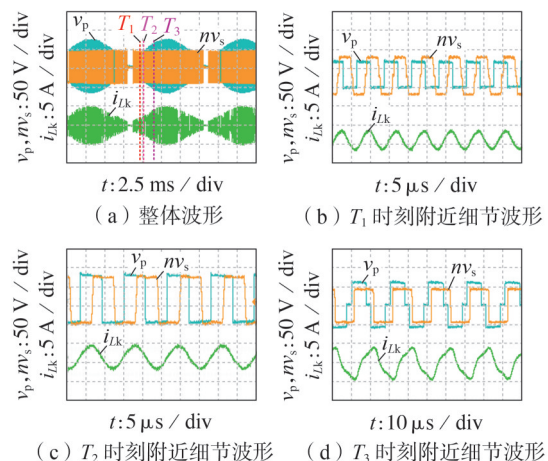 v_p,nv_s:50 V / div
i_Lk:5 A / div
v_p
T_1
T_2
T_3
nv_s
i_Lk
t:2.5 ms / div
(a) 整体波形
v_p,nv_s:50 V / div
i_Lk:5 A / div
v_p
nv_s
i_Lk
t:5 μs / div
(b) T_1 时刻附近细节波形
v_p,nv_s:50 V / div
i_Lk:5 A / div
v_p
nv_s
i_Lk
t:5 μs / div
(c) T_2 时刻附近细节波形
v_p,nv_s:50 V / div
i_Lk:5 A / div
v_p
nv_s
i_Lk
t:10 μs / div
(d) T_3 时刻附近细节波形